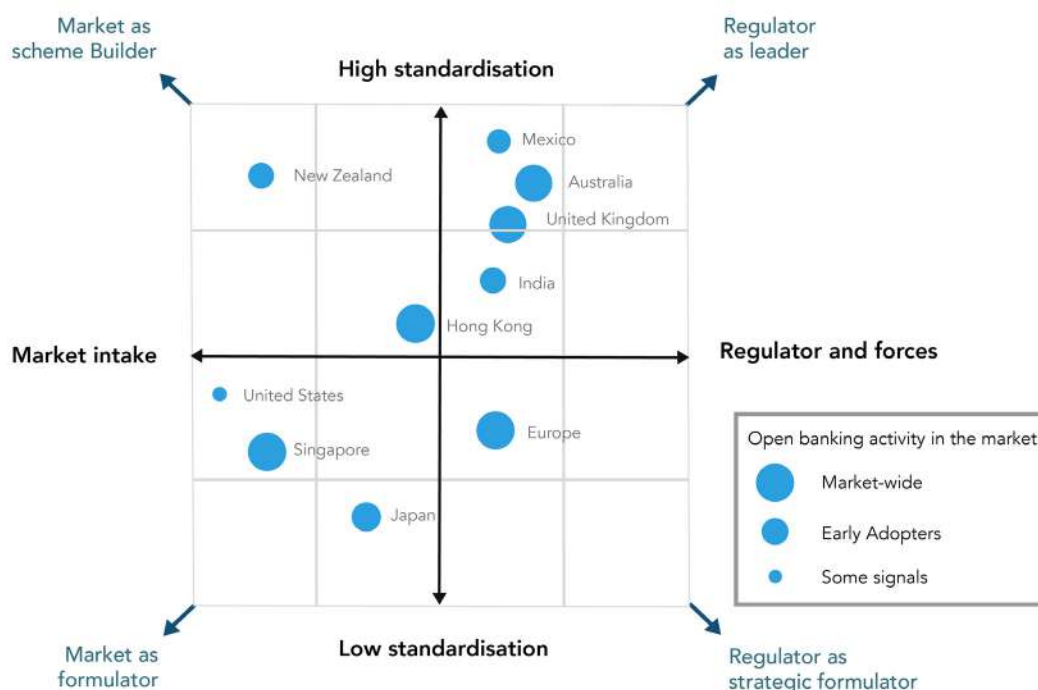 Market as
scheme Builder
Regulator
as leader
High standardisation
Mexico
New Zealand
Australia
United Kingdom
India
Hong Kong
Market intake
Regulator and forces
United States
Europe
Singapore
Japan
Open banking activity in the market
Market-wide
Early Adopters
Some signals
Low standardisation
Market as
formulator
Regulator as
strategic formulator